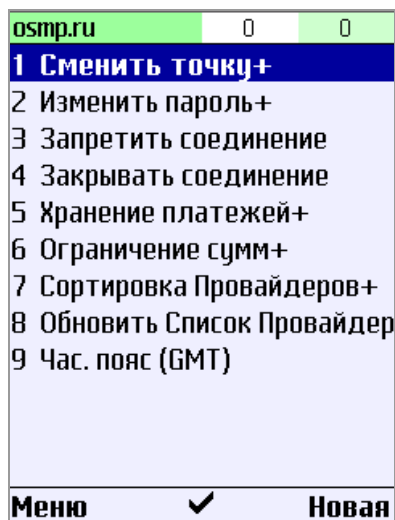 osmp.ru 0 0
1 Сменить точку+
2 Изменить пароль+
3 Запретить соединение
4 Закрывать соединение
5 Хранение платежей+
6 Ограничение сумм+
7 Сортировка Провайдеров+
8 Обновить Список Провайдер
9 Час. пояс (GMT)
Меню ✓ Новая